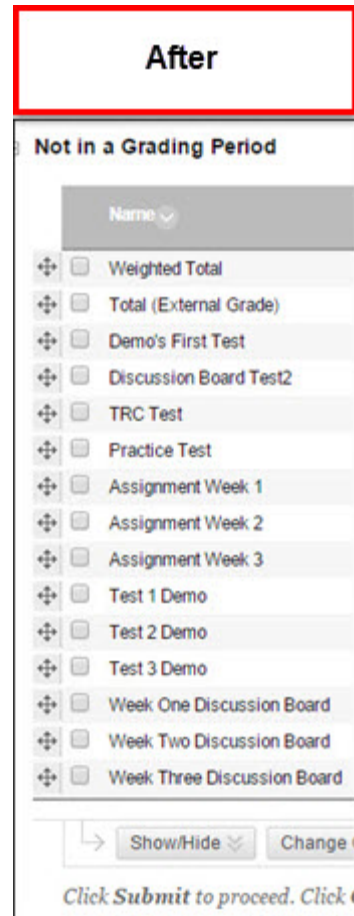 After
Not in a Grading Period
Name
Weighted Total
Total (External Grade)
Demo's First Test
Discussion Board Test2
TRC Test
Practice Test
Assignment Week 1
Assignment Week 2
Assignment Week 3
Test 1 Demo
Test 2 Demo
Test 3 Demo
Week One Discussion Board
Week Two Discussion Board
Week Three Discussion Board
Show/Hide Change
Click Submit to proceed. Click